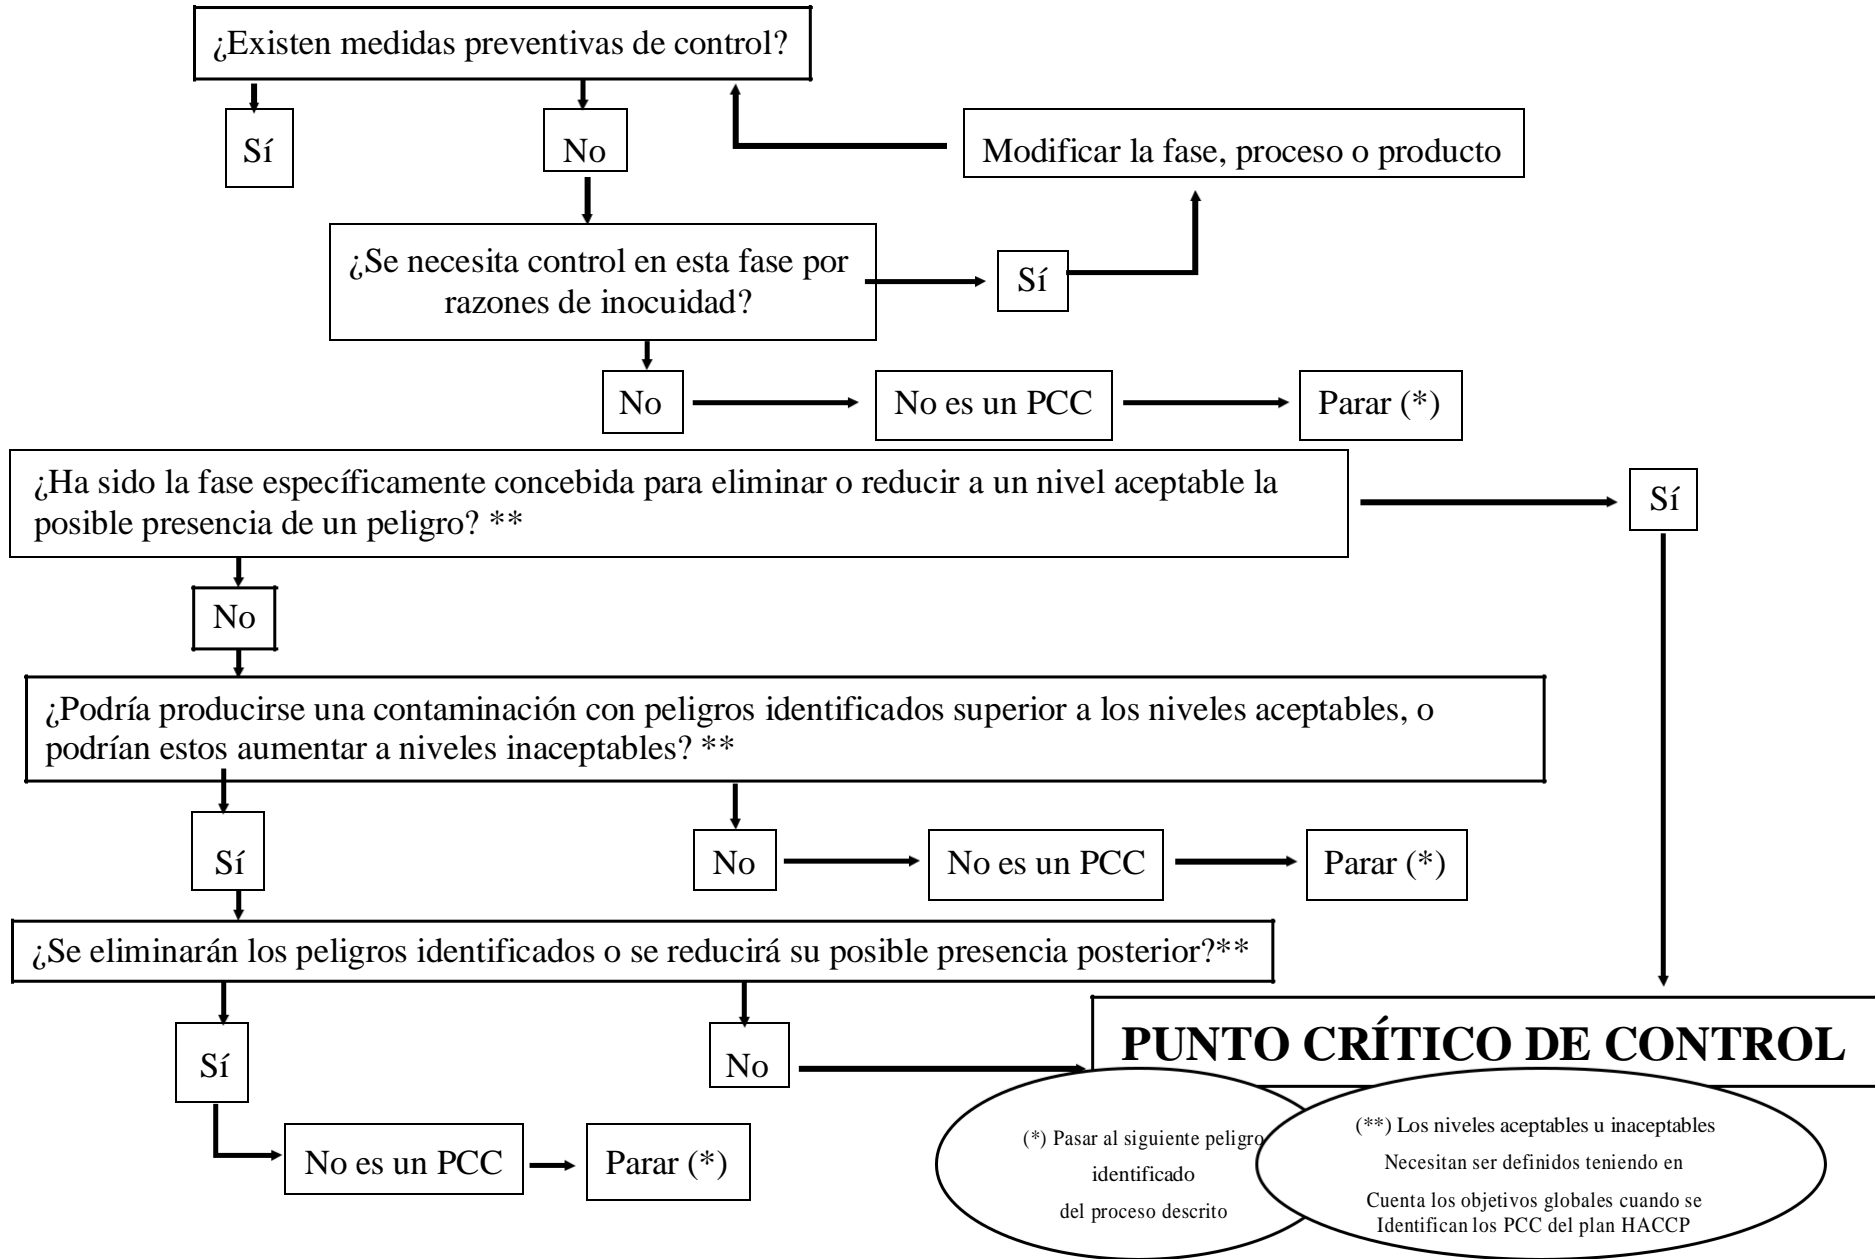 ¿Existen medidas preventivas de control?
Sí
No
Modificar la fase, proceso o producto
¿Se necesita control en esta fase por
razones de inocuidad?
Sí
No
No es un PCC
Parar (*)
¿Ha sido la fase específicamente concebida para eliminar o reducir a un nivel aceptable la
posible presencia de un peligro? **
Sí
No
¿Podría producirse una contaminación con peligros identificados superior a los niveles aceptables, o
podrían estos aumentar a niveles inaceptables? **
Sí
No
No es un PCC
Parar (*)
¿Se eliminarán los peligros identificados o se reducirá su posible presencia posterior?**
Sí
No
PUNTO CRÍTICO DE CONTROL
No es un PCC
Parar (*)
(*) Pasar al siguiente peligro
identificado
del proceso descrito
(**) Los niveles aceptables u inaceptables
Necesitan ser definidos teniendo en
Cuenta los objetivos globales cuando se
Identifican los PCC del plan HACCP